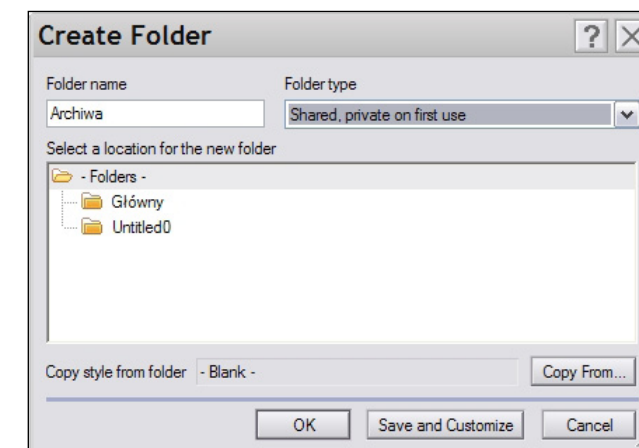 Create Folder
Folder name Folder type
Archiwa Shared, private on first use
Select a location for the new folder
- Folders -
Główny
Untitled0
Copy style from folder - Blank - Copy From...
OK Save and Customize Cancel